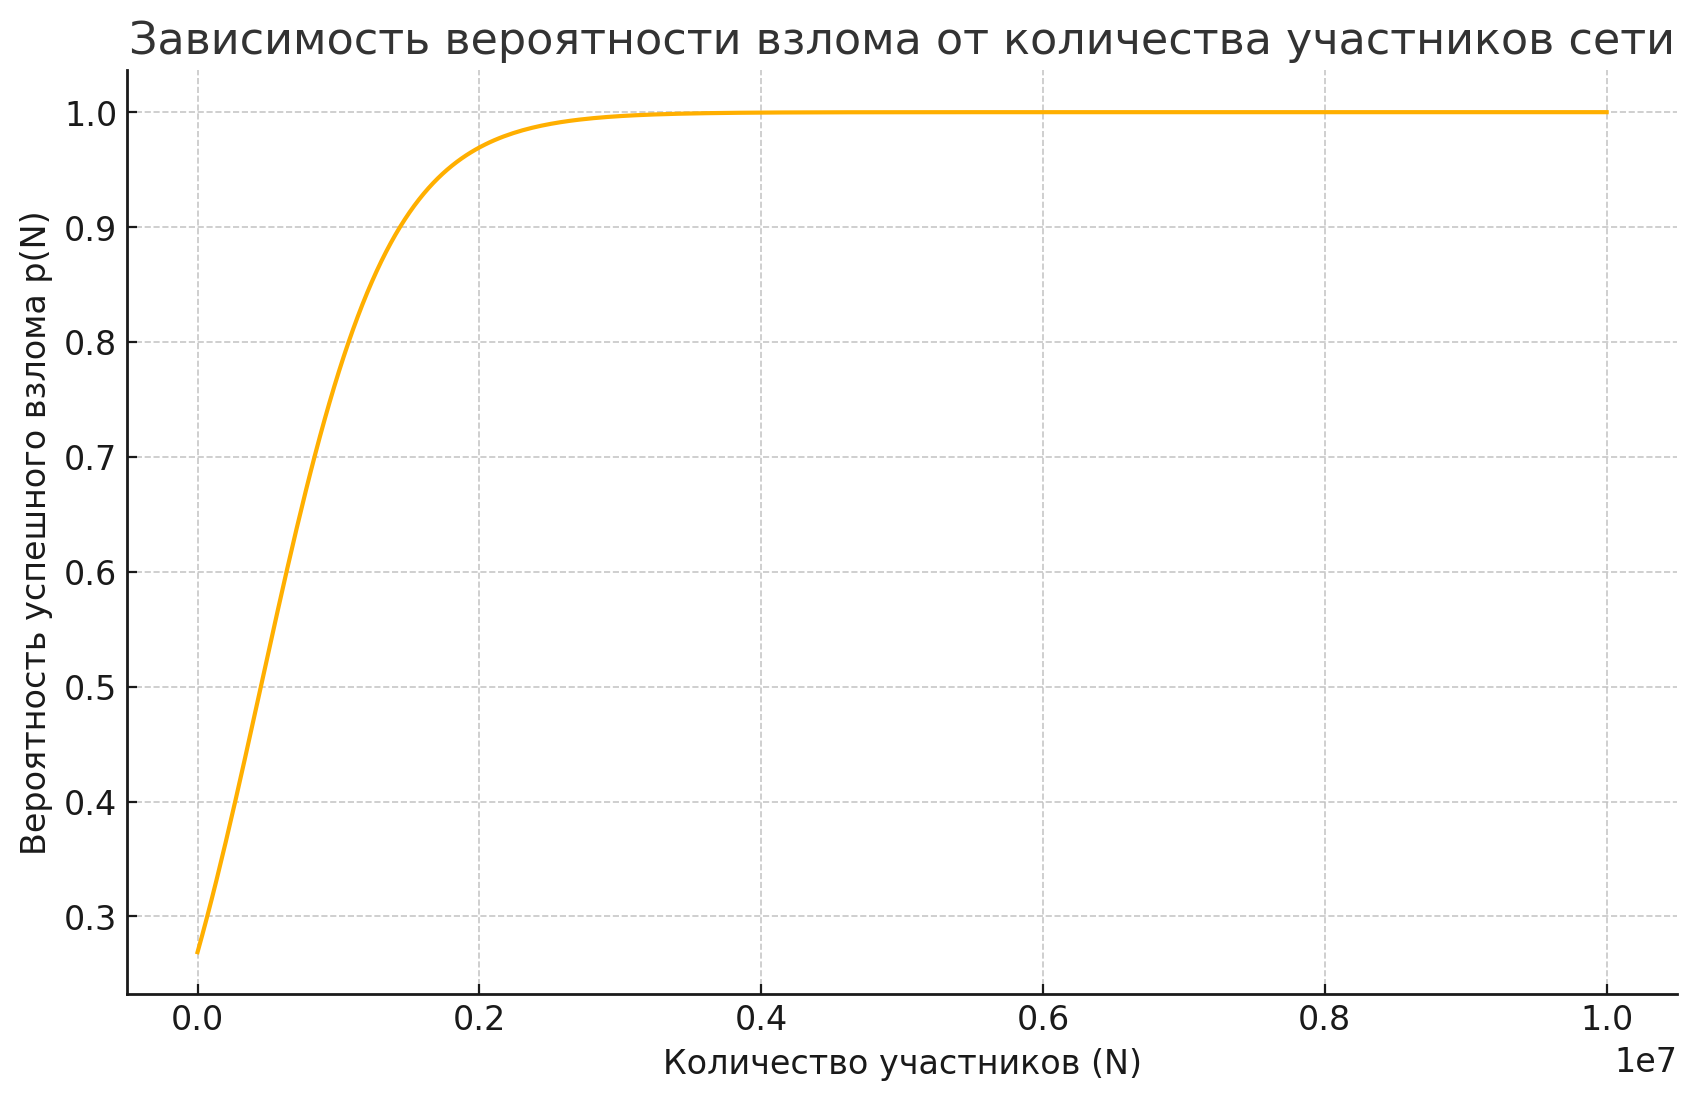 Зависимость вероятности взлома от количества участников сети
Вероятность успешного взлома p(N)
1.0
0.9
0.8
0.7
0.6
0.5
0.4
0.3
0.0 0.2 0.4 0.6 0.8 1.0
1e7
Количество участников (N)